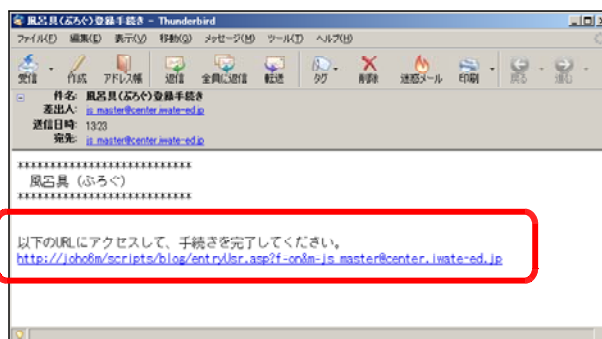 風呂具(ぶろぐ)登録手続き - Thunderbird
ファイル(F) 編集(E) 表示(V) 移動(G) メッセージ(M) ツール(T) ヘルプ(H)
受信 作成 アドレス帳 返信 全員に返信 転送 タグ 削除 迷惑メール 印刷 戻る 進む
件名: 風呂具(ぶろぐ)登録手続き
差出人: js_master@center.iwate-ed.jp
送信日時: 13:23
宛先: js_master@center.iwate-ed.jp
***************************
風呂具 (ぶろぐ)
***************************
以下のURLにアクセスして、手続きを完了してください。
http://joho8m/scripts/blog/entryUsr.asp?f-on8m-js_master@center.iwate-ed.jp